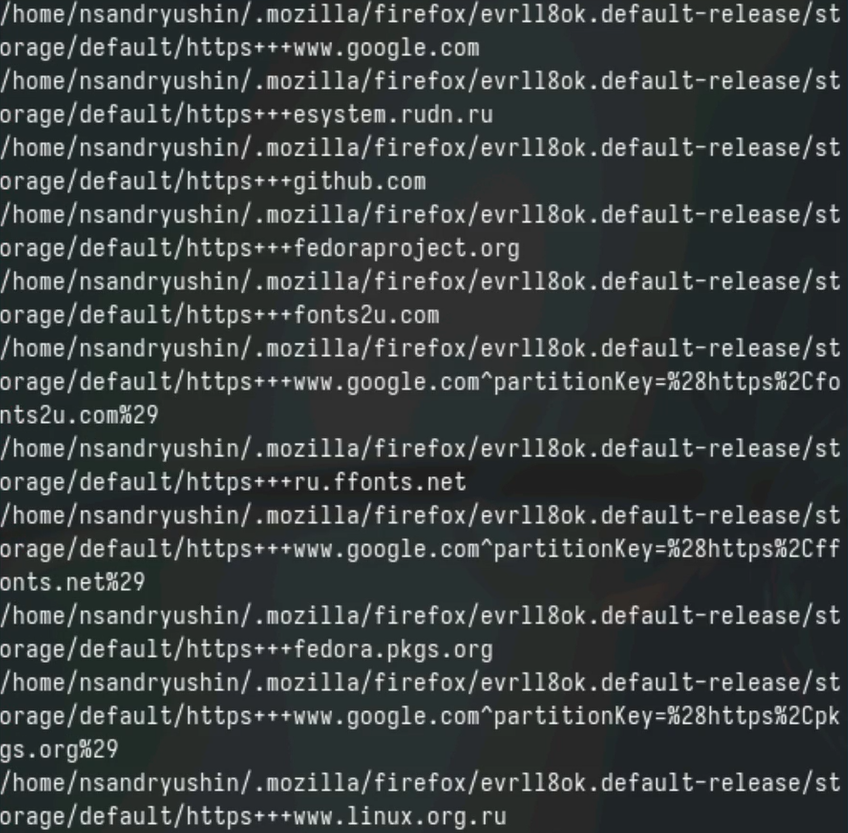 /home/nsandryushin/.mozilla/firefox/evrll8ok.default-release/st
orage/default/https+++www.google.com
/home/nsandryushin/.mozilla/firefox/evrll8ok.default-release/st
orage/default/https+++esystem.rudn.ru
/home/nsandryushin/.mozilla/firefox/evrll8ok.default-release/st
orage/default/https+++github.com
/home/nsandryushin/.mozilla/firefox/evrll8ok.default-release/st
orage/default/https+++fedoraproject.org
/home/nsandryushin/.mozilla/firefox/evrll8ok.default-release/st
orage/default/https+++fonts2u.com
/home/nsandryushin/.mozilla/firefox/evrll8ok.default-release/st
orage/default/https+++www.google.com^partitionKey=%28https%2Cfo
nts2u.com%29
/home/nsandryushin/.mozilla/firefox/evrll8ok.default-release/st
orage/default/https+++ru.ffonts.net
/home/nsandryushin/.mozilla/firefox/evrll8ok.default-release/st
orage/default/https+++www.google.com^partitionKey=%28https%2Cff
onts.net%29
/home/nsandryushin/.mozilla/firefox/evrll8ok.default-release/st
orage/default/https+++fedora.pkgs.org
/home/nsandryushin/.mozilla/firefox/evrll8ok.default-release/st
orage/default/https+++www.google.com^partitionKey=%28https%2Cpk
gs.org%29
/home/nsandryushin/.mozilla/firefox/evrll8ok.default-release/st
orage/default/https+++www.linux.org.ru